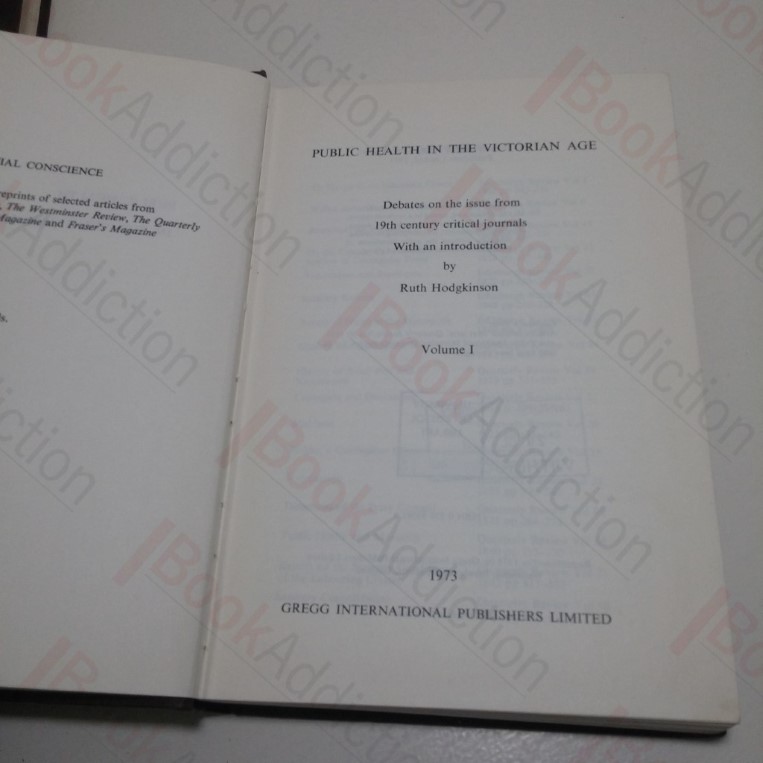 IAL CONSCIENCE
eprints of selected articles from
The Westminster Review, The Quarterly
Magazine and Fraser's Magazine
s.
PUBLIC HEALTH IN THE VICTORIAN AGE
Debates on the issue from
19th century critical journals
With an introduction
by
Ruth Hodgkinson
Volume I
1973
GREGG INTERNATIONAL PUBLISHERS LIMITED
BookAddiction